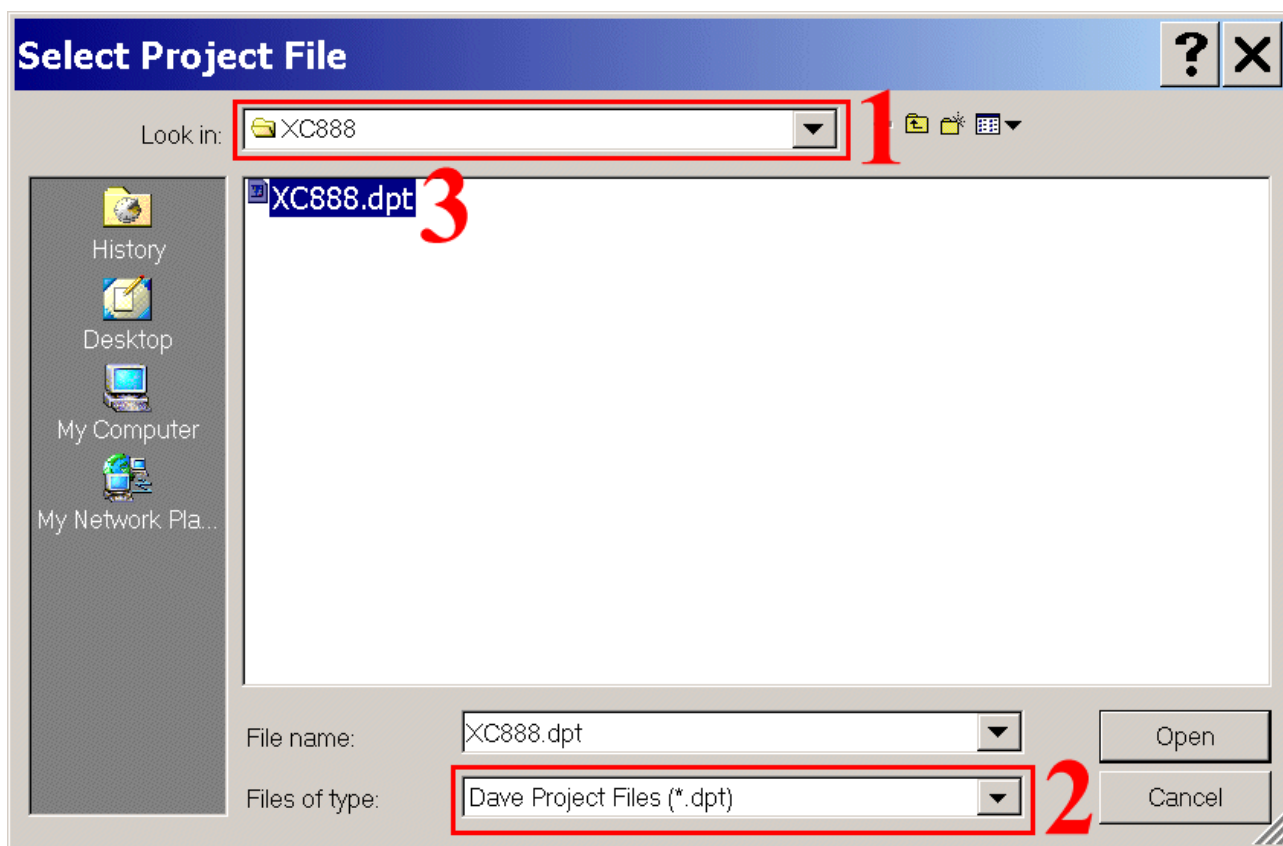 Select Project File
?
Look in: XC888
1
XC888.dpt
3
History
Desktop
My Computer
My Network Pla...
File name: XC888.dpt
Open
Files of type: Dave Project Files (*.dpt)
2
Cancel